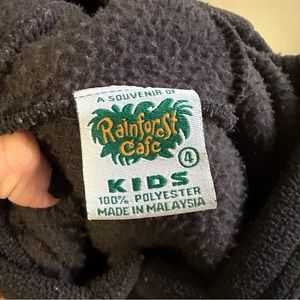 A SOUVENIR OF
Rainforest
Cafe
4
KIDS
100% POLYESTER
MADE IN MALAYSIA